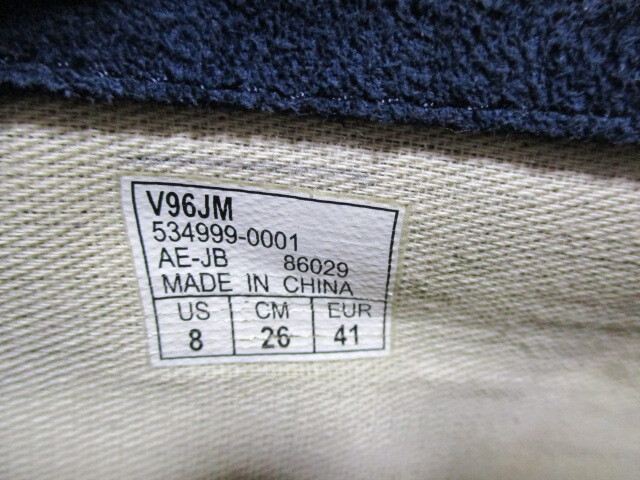 V96JM
534999-0001
AE-JB 86029
MADE IN CHINA
US CM EUR
8 26 41